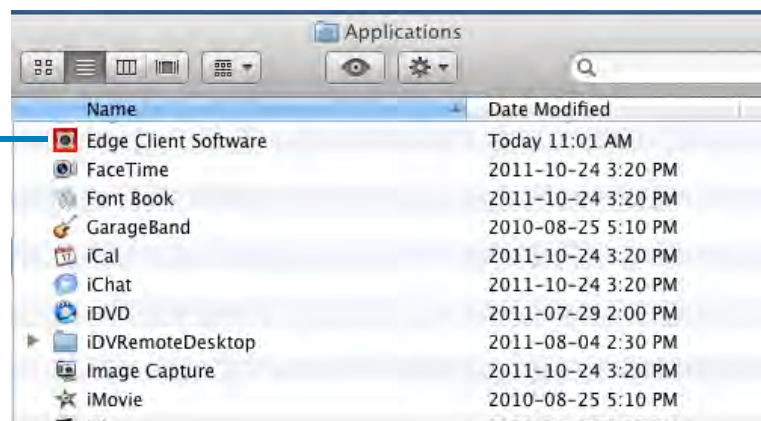 Applications
Name Date Modified
Edge Client Software Today 11:01 AM
FaceTime 2011-10-24 3:20 PM
Font Book 2011-10-24 3:20 PM
GarageBand 2010-08-25 5:10 PM
iCal 2011-10-24 3:20 PM
iChat 2011-10-24 3:20 PM
iDVD 2011-07-29 2:00 PM
iDVRemoteDesktop 2011-08-04 2:30 PM
Image Capture 2011-10-24 3:20 PM
iMovie 2010-08-25 5:10 PM